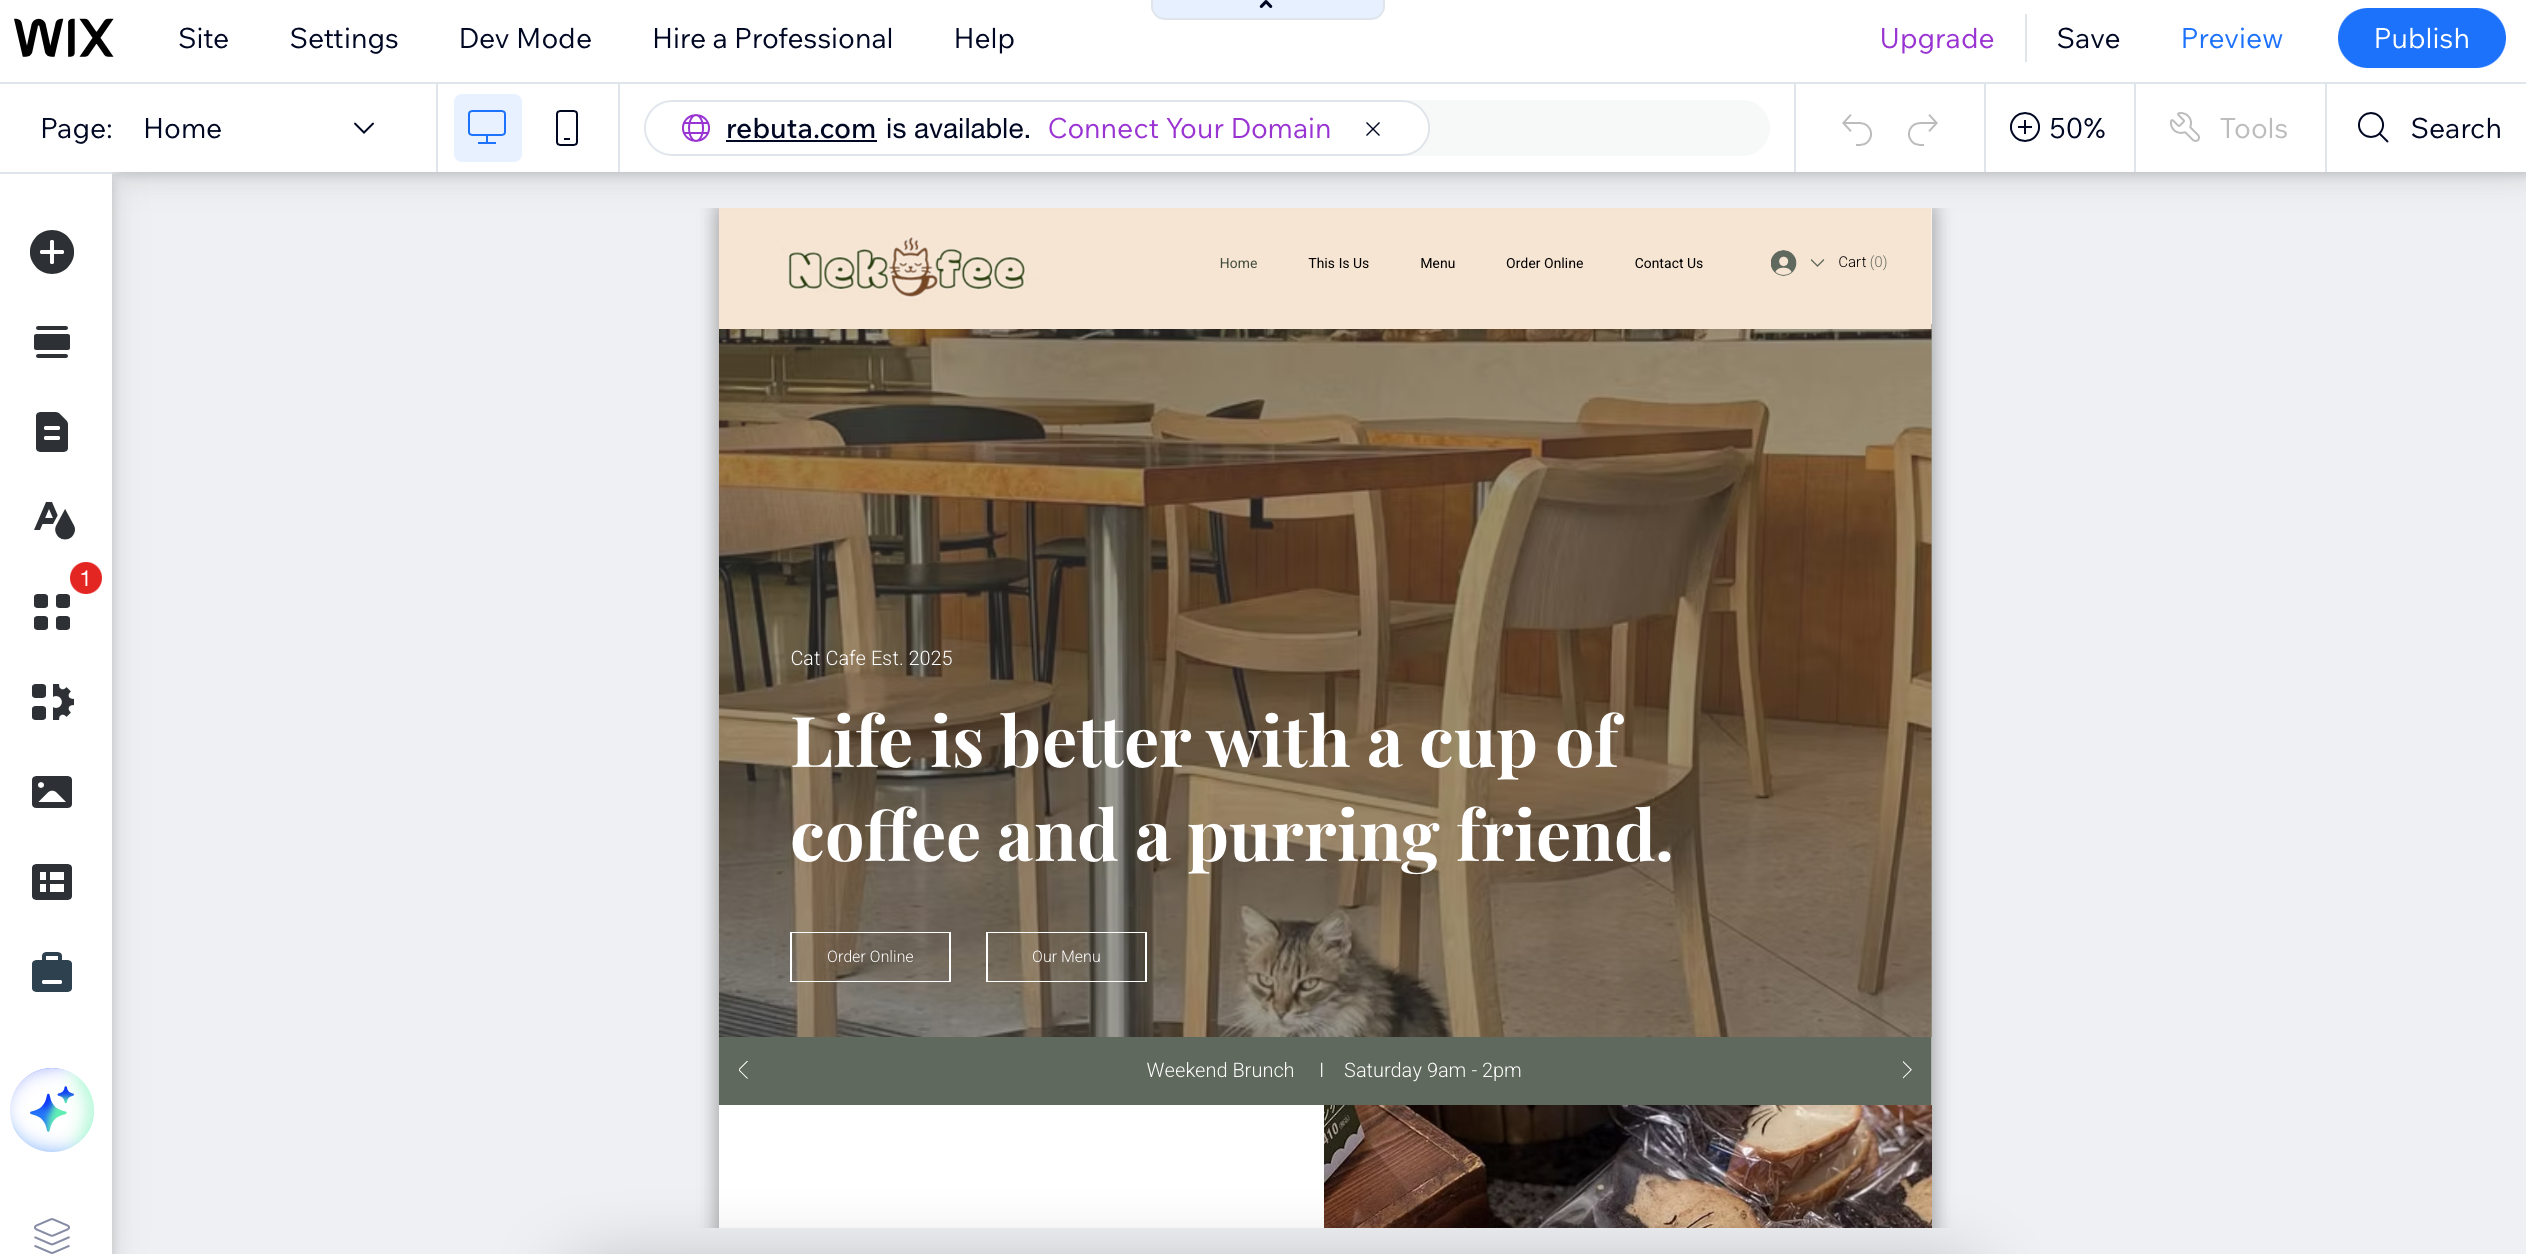 WIX Site Settings Dev Mode Hire a Professional Help Upgrade Save Preview Publish
Page: Home rebuta.com is available. Connect Your Domain 50% Tools Search
1
Nekofee Home This Is Us Menu Order Online Contact Us Cart (0)
Cat Cafe Est. 2025
Life is better with a cup of
coffee and a purring friend.
Order Online Our Menu
Weekend Brunch | Saturday 9am - 2pm